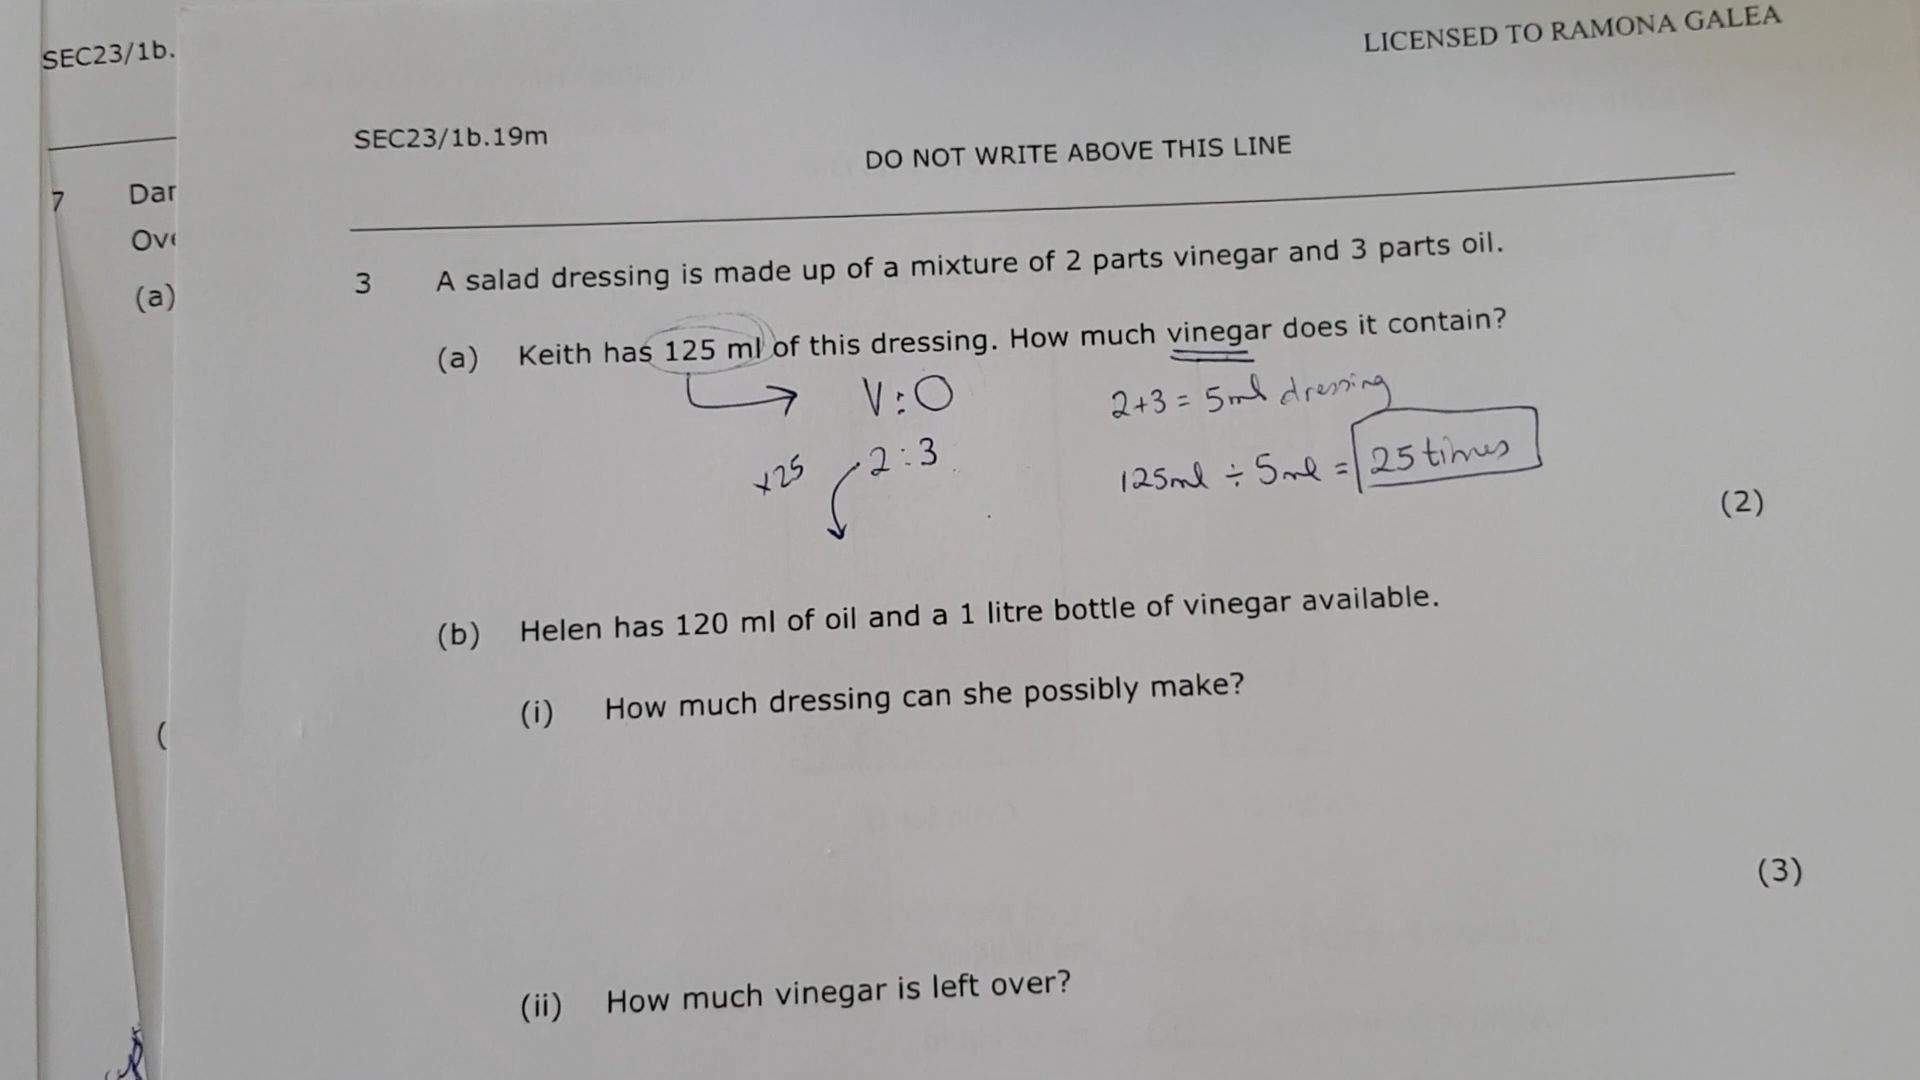 SEC23/1b.
LICENSED TO RAMONA GALEA
SEC23/1b.19m
DO NOT WRITE ABOVE THIS LINE
7 Dar
Ove
(a)
(
3 A salad dressing is made up of a mixture of 2 parts vinegar and 3 parts oil.
(a) Keith has 125 ml of this dressing. How much vinegar does it contain?
V:O
2+3 = 5ml dressing
×25 2:3
125ml ÷ 5ml = 25 times
(2)
(b) Helen has 120 ml of oil and a 1 litre bottle of vinegar available.
(i) How much dressing can she possibly make?
(3)
(ii) How much vinegar is left over?